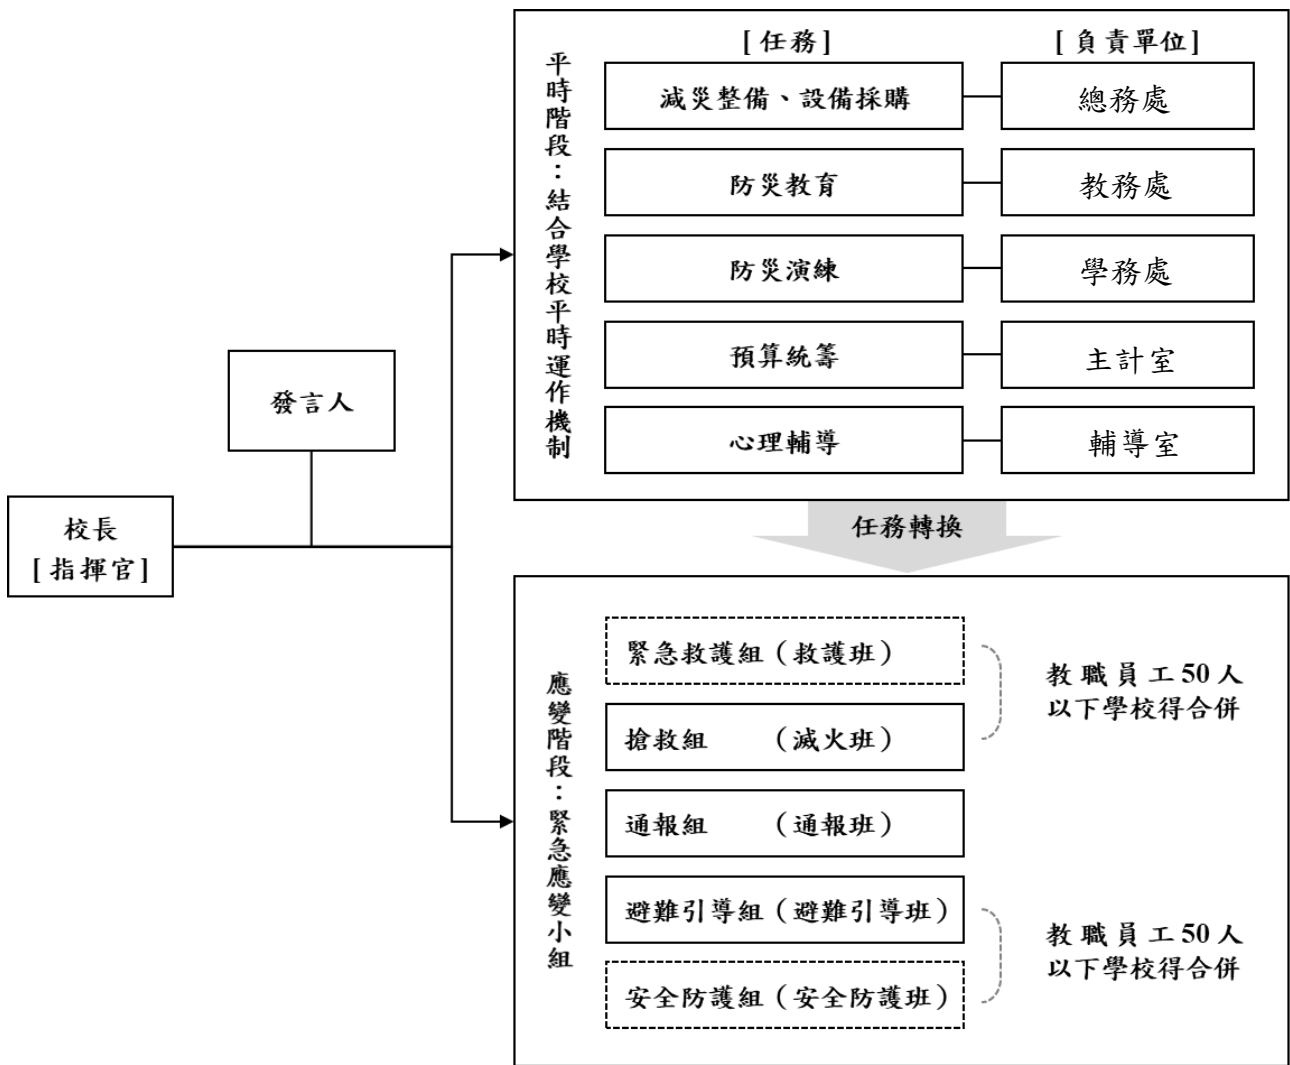 [任務]
[負責單位]
平時階段：結合學校平時運作機制
減災整備、設備採購
總務處
防災教育
教務處
防災演練
學務處
預算統籌
主計室
心理輔導
輔導室
發言人
校長
[指揮官]
任務轉換
應變階段：緊急應變小組
緊急救護組（救護班）
搶救組　　（滅火班）
教職員工50人
以下學校得合併
通報組　　（通報班）
避難引導組（避難引導班）
安全防護組（安全防護班）
教職員工50人
以下學校得合併